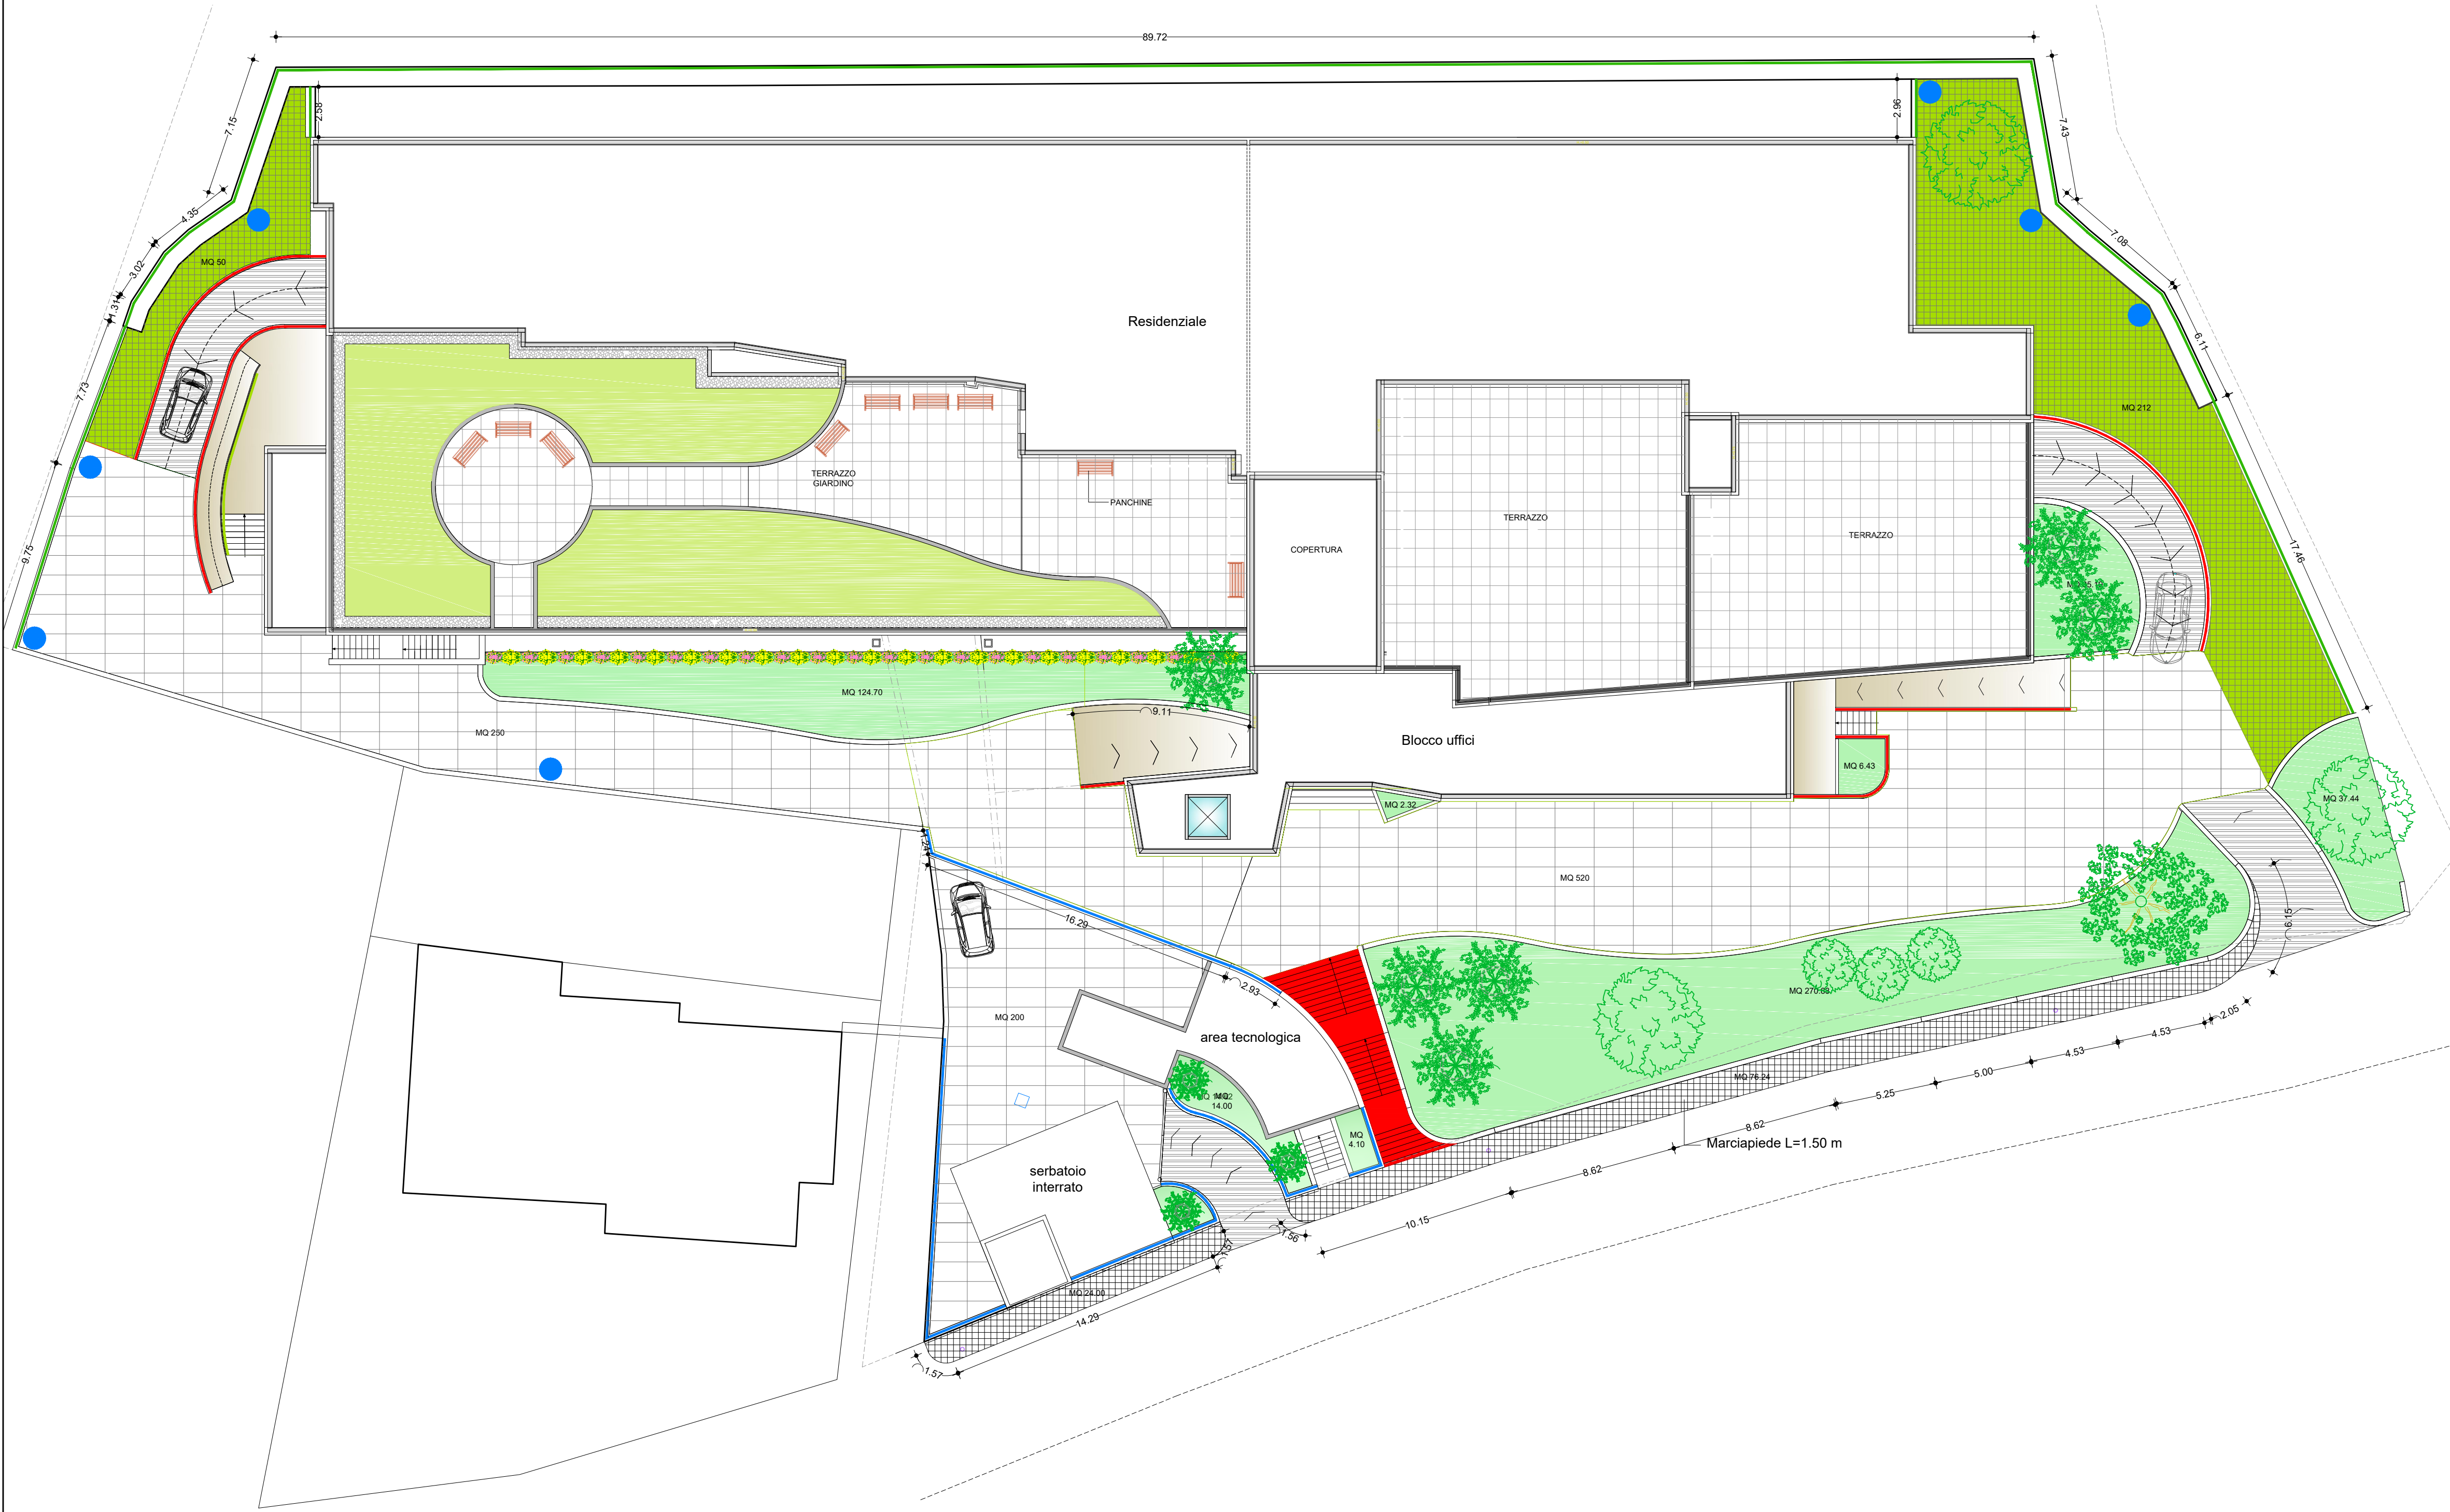 89.72
7.15
2.58
2.96
7.43
4.35
3.02
1.31
MQ 50
7.08
Residenziale
6.11
7.73
MQ 212
TERRAZZO
GIARDINO
PANCHINE
TERRAZZO
TERRAZZO
COPERTURA
9.75
17.46
MQ 124.70
9.11
MQ 250
Blocco uffici
MQ 6.43
MQ 2.32
MQ 37.44
1.24
MQ 520
16.29
6.15
2.93
MQ 200
area tecnologica
MQ 76.24
2.05
4.53
4.53
5.00
5.25
8.62
Marciapiede L=1.50 m
14.00
MQ
4.10
8.62
serbatoio
interrato
10.15
1.56
1.57
MQ 24.00
14.29
1.57